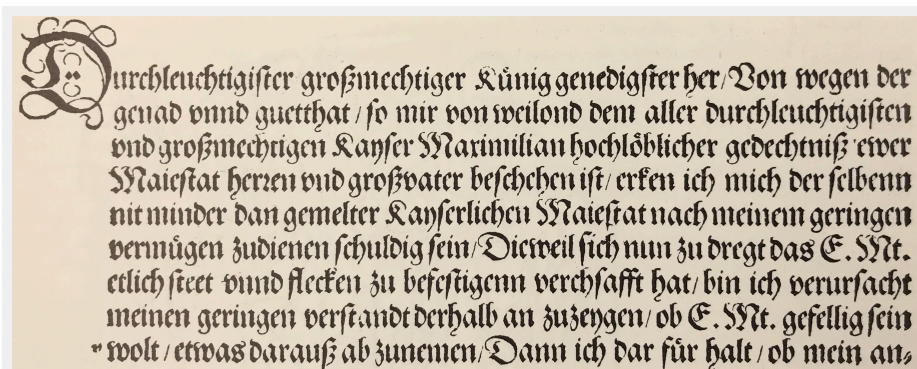 Durchleuchtigister großmechtiger Künig genedigster her/ Von wegen der
genad vnnd guetthat / so mir von weilond dem aller durchleuchtigisten
vnd großmechtigen Kayser Maximilian hochlöblicher gedechtniß ewer
Maiestat herren vnd großvater beschehen ist/ erken ich mich der selbenn
nit minder dan gemelter Kayserlichen Maiestat nach meinem geringen
vermügen zudienen schuldig sein/ Dieweil sich nun zu dregt das E. Mt.
etlich steet vnnd flecken zu befestigenn verchsafft hat/ bin ich verursacht
meinen geringen verstandt derhalb an zuzeygen/ ob E. Mt. gefellig sein
wolt / etwas darauß ab zunemen/ Dann ich dar für halt / ob mein an⸗